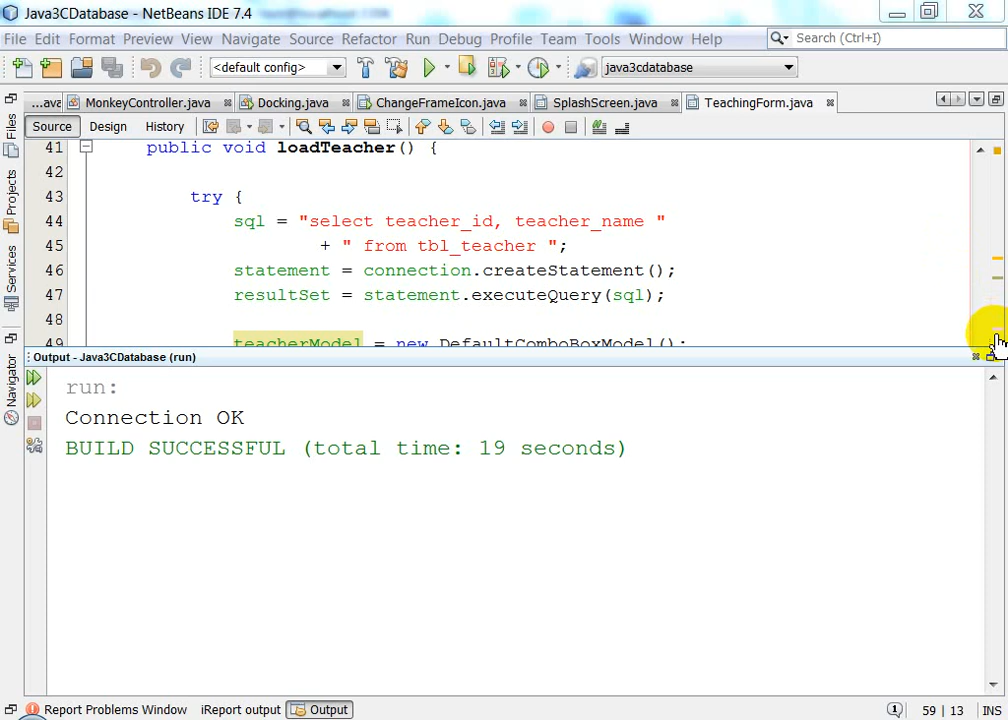 Java3CDatabase - NetBeans IDE 7.4
File Edit Format Preview View Navigate Source Refactor Run Debug Profile Team Tools Window Help Search (Ctrl+I)
<default config> java3cdatabase
...ava MonkeyController.java Docking.java ChangeFrameIcon.java SplashScreen.java TeachingForm.java
Source Design History
Files
Projects
Services
Navigator
41 public void loadTeacher() {
42
43 try {
44 sql = "select teacher_id, teacher_name "
45 + " from tbl_teacher ";
46 statement = connection.createStatement();
47 resultSet = statement.executeQuery(sql);
48
49 teacherModel = new DefaultComboBoxModel();
Output - Java3CDatabase (run)
run:
Connection OK
BUILD SUCCESSFUL (total time: 19 seconds)
Report Problems Window iReport output Output 59 | 13 INS